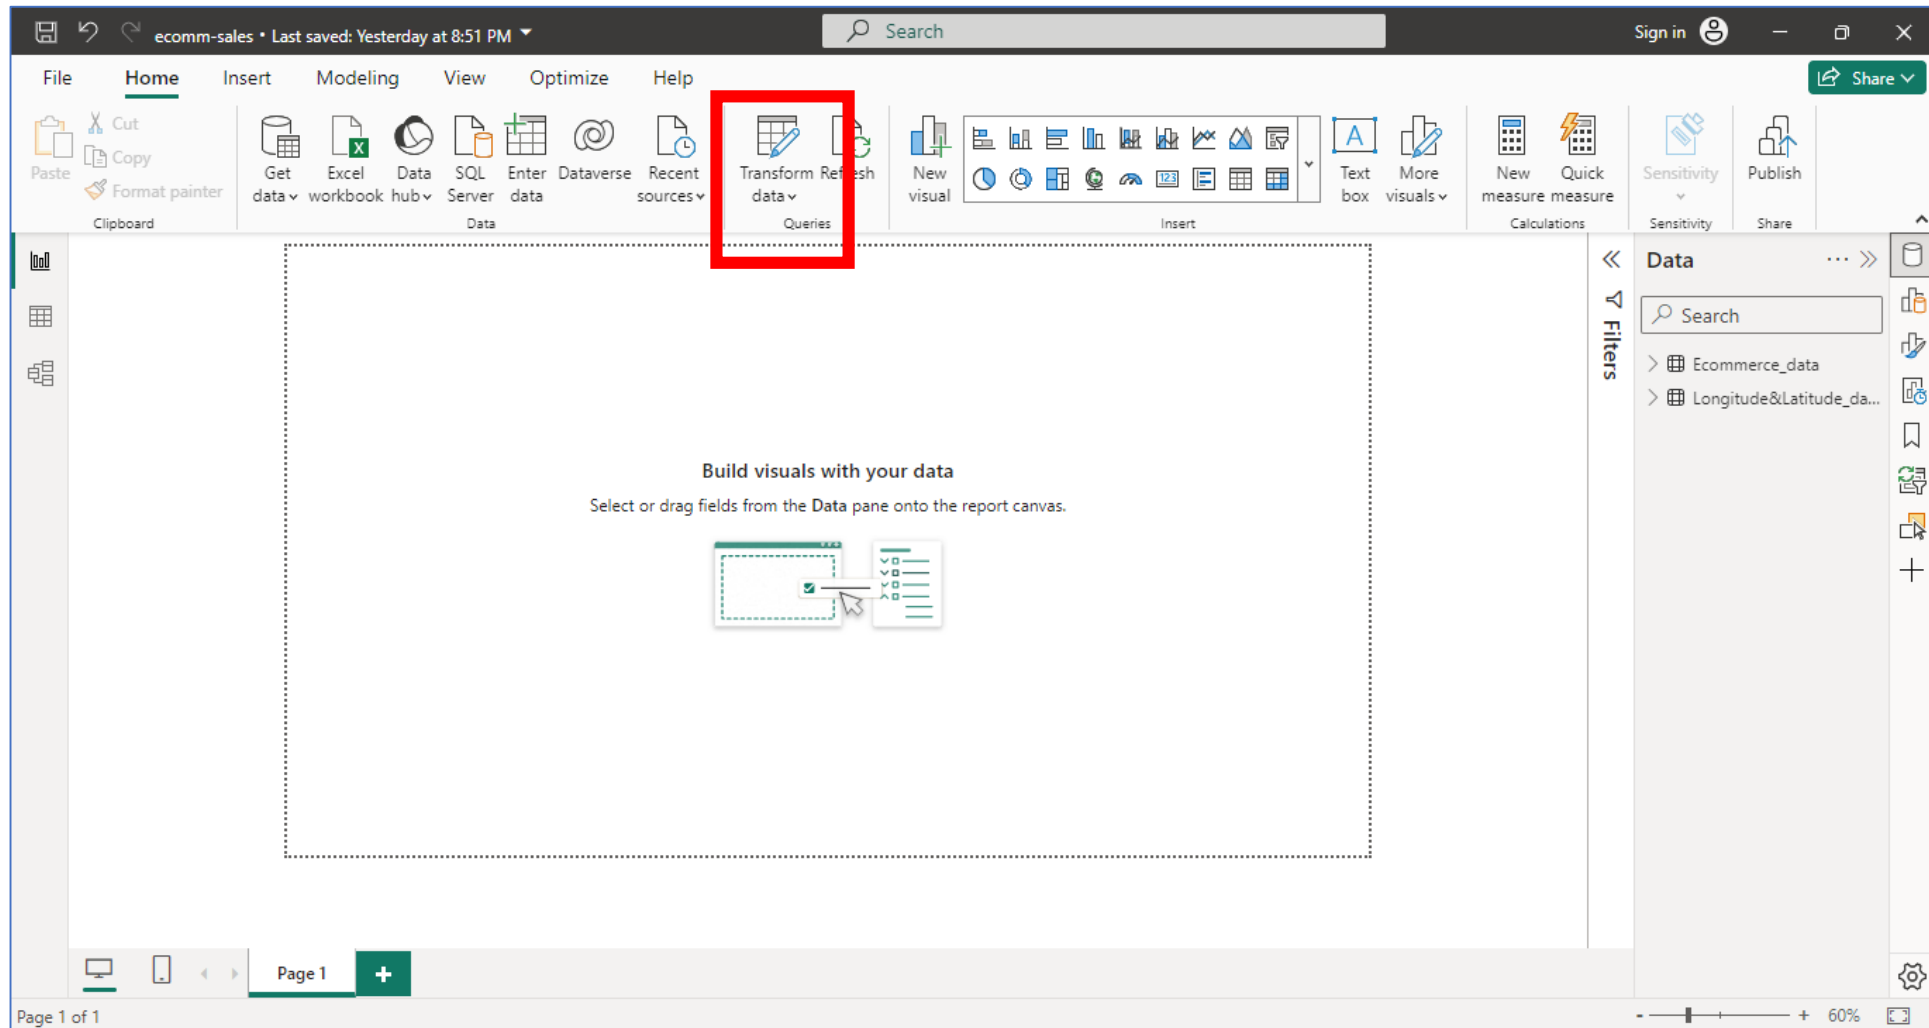 ecomm-sales • Last saved: Yesterday at 8:51 PM
Search
Sign in
File Home Insert Modeling View Optimize Help
Share
Paste
Cut
Copy
Format painter
Clipboard
Get data
Excel workbook
Data hub
SQL Server
Enter data
Dataverse
Recent sources
Data
Transform data
Refresh
Queries
New visual
123
Insert
A
Text box
More visuals
New measure
Quick measure
Calculations
Sensitivity
Sensitivity
Publish
Share
Filters
Data
Search
Ecommerce_data
Longitude&Latitude_da...
Build visuals with your data
Select or drag fields from the Data pane onto the report canvas.
Page 1
Page 1 of 1
60%